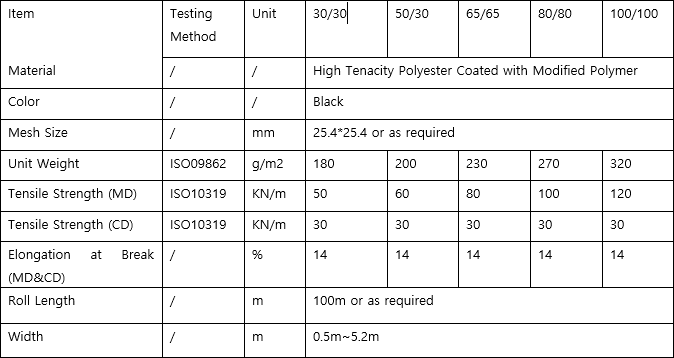 Item Testing Method Unit 30/30 50/30 65/65 80/80 100/100
Material / / High Tenacity Polyester Coated with Modified Polymer
Color / / Black
Mesh Size / mm 25.4*25.4 or as required
Unit Weight ISO09862 g/m2 180 200 230 270 320
Tensile Strength (MD) ISO10319 KN/m 50 60 80 100 120
Tensile Strength (CD) ISO10319 KN/m 30 30 30 30 30
Elongation at Break (MD&CD) / % 14 14 14 14 14
Roll Length / m 100m or as required
Width / m 0.5m~5.2m